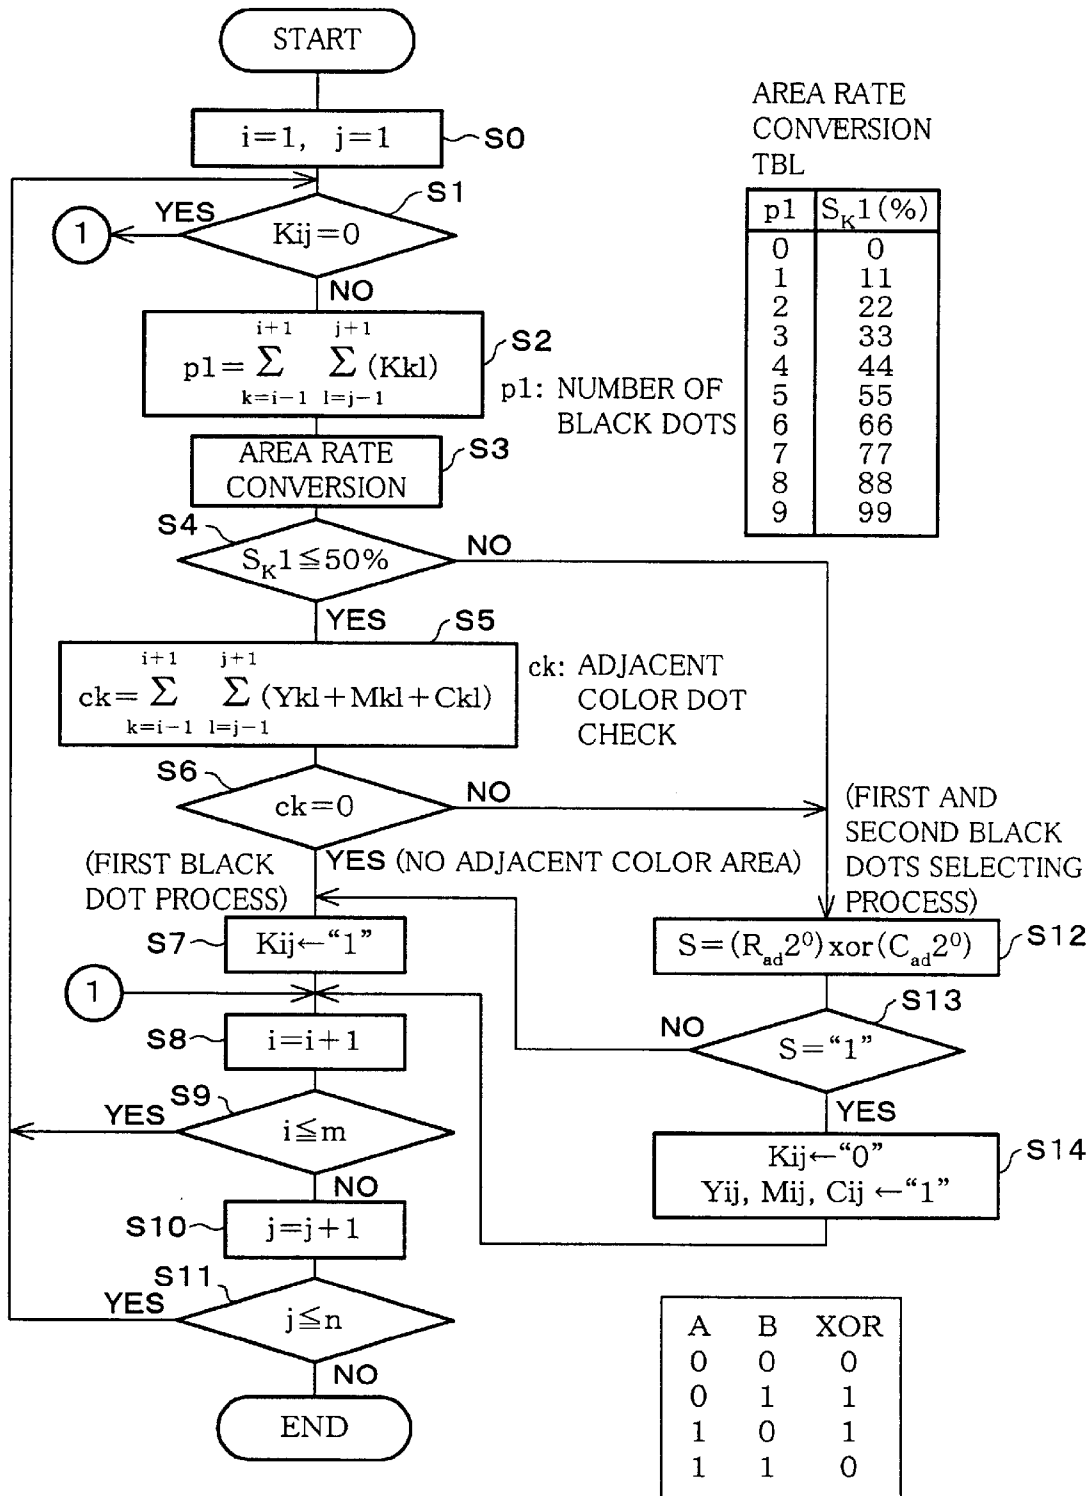 START
i=1, j=1
S0
S1
YES
1
Kij=0
NO
i+1 j+1
p1=Σ Σ(Kkl)
k=i-1 l=j-1
S2
p1: NUMBER OF
BLACK DOTS
AREA RATE
CONVERSION
S3
S4
S_K1≦50%
NO
YES
S5
i+1 j+1
ck=Σ Σ(Ykl+Mkl+Ckl)
k=i-1 l=j-1
ck: ADJACENT
COLOR DOT
CHECK
S6
ck=0
NO
YES (NO ADJACENT COLOR AREA)
(FIRST BLACK
DOT PROCESS)
S7
Kij←“1”
1
S8
i=i+1
S9
YES
i≦m
NO
S10
j=j+1
S11
YES
j≦n
NO
END
AREA RATE
CONVERSION
TBL
p1 S_K1(%)
0 0
1 11
2 22
3 33
4 44
5 55
6 66
7 77
8 88
9 99
(FIRST AND
SECOND BLACK
DOTS SELECTING
PROCESS)
S=(R_ad2⁰)xor(C_ad2⁰)
S12
S13
NO
S=“1”
YES
Kij←“0”
Yij, Mij, Cij ←“1”
S14
A B XOR
0 0 0
0 1 1
1 0 1
1 1 0